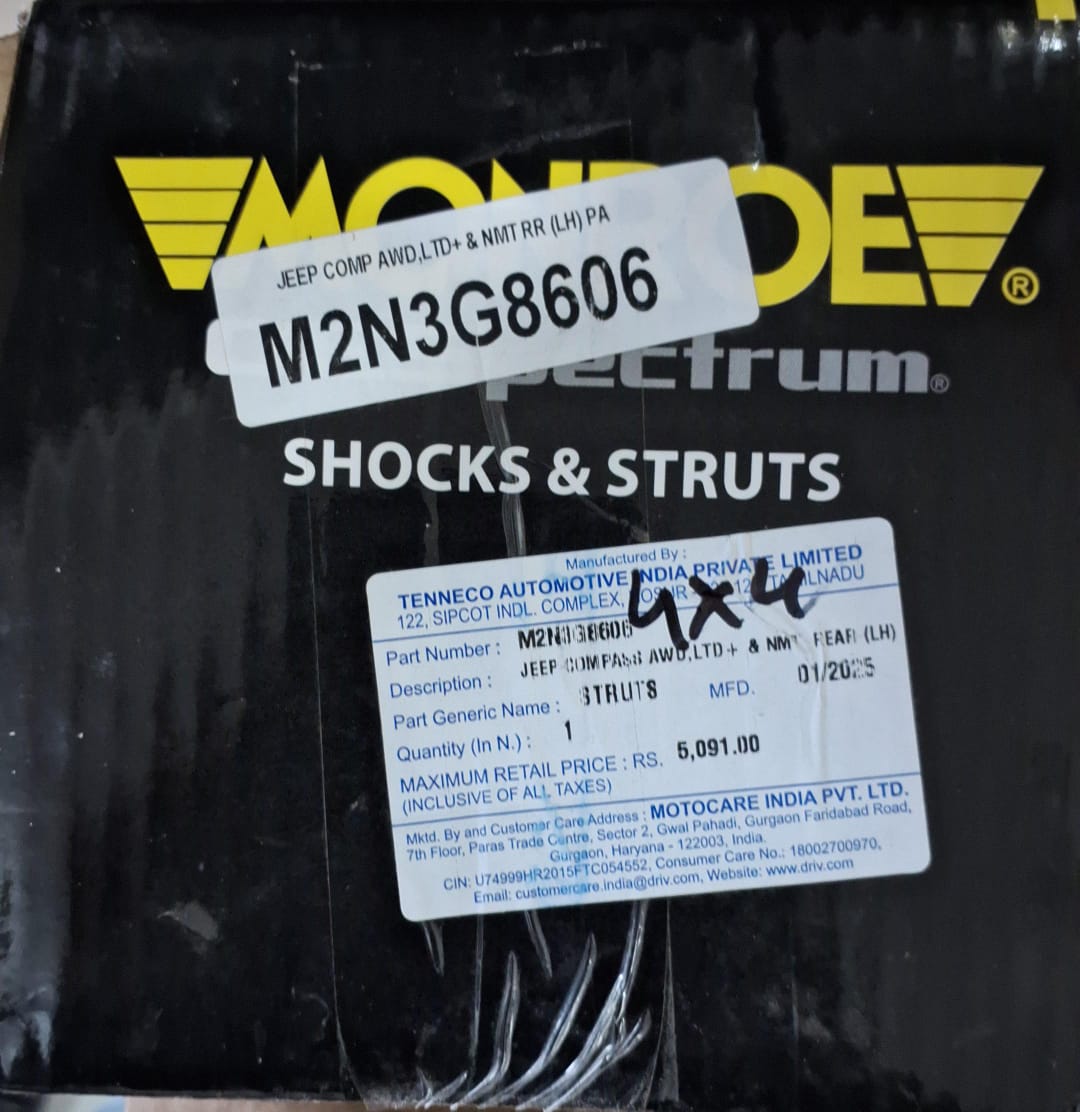 MONROE®
JEEP COMP AWD,LTD+ & NMT RR (LH) PA
M2N3G8606
pectrum®
SHOCKS & STRUTS
Manufactured By :
TENNECO AUTOMOTIVE INDIA PRIVATE LIMITED
122, SIPCOT INDL. COMPLEX, TAMILNADU
4x4
Part Number : M2N3G8606
Description : JEEP COMPASS AWD,LTD+ & NMT REAR (LH)
Part Generic Name : STRUTS MFD. 01/2025
Quantity (In N.) : 1
MAXIMUM RETAIL PRICE : RS. 5,091.00
(INCLUSIVE OF ALL TAXES)
Mktd. By and Customer Care Address : MOTOCARE INDIA PVT. LTD.
7th Floor, Paras Trade Centre, Sector 2, Gwal Pahadi, Gurgaon Faridabad Road,
Gurgaon, Haryana - 122003, India.
CIN: U74999HR2015FTC054552, Consumer Care No.: 18002700970,
Email: customercare.india@driv.com, Website: www.driv.com